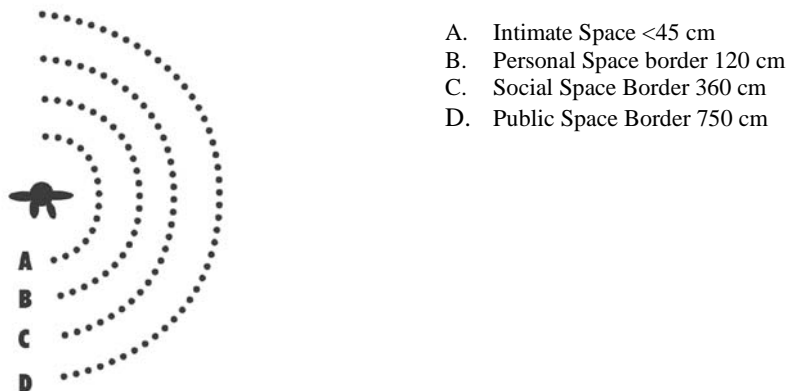 A. Intimate Space <45 cm
B. Personal Space border 120 cm
C. Social Space Border 360 cm
D. Public Space Border 750 cm
A
B
C
D